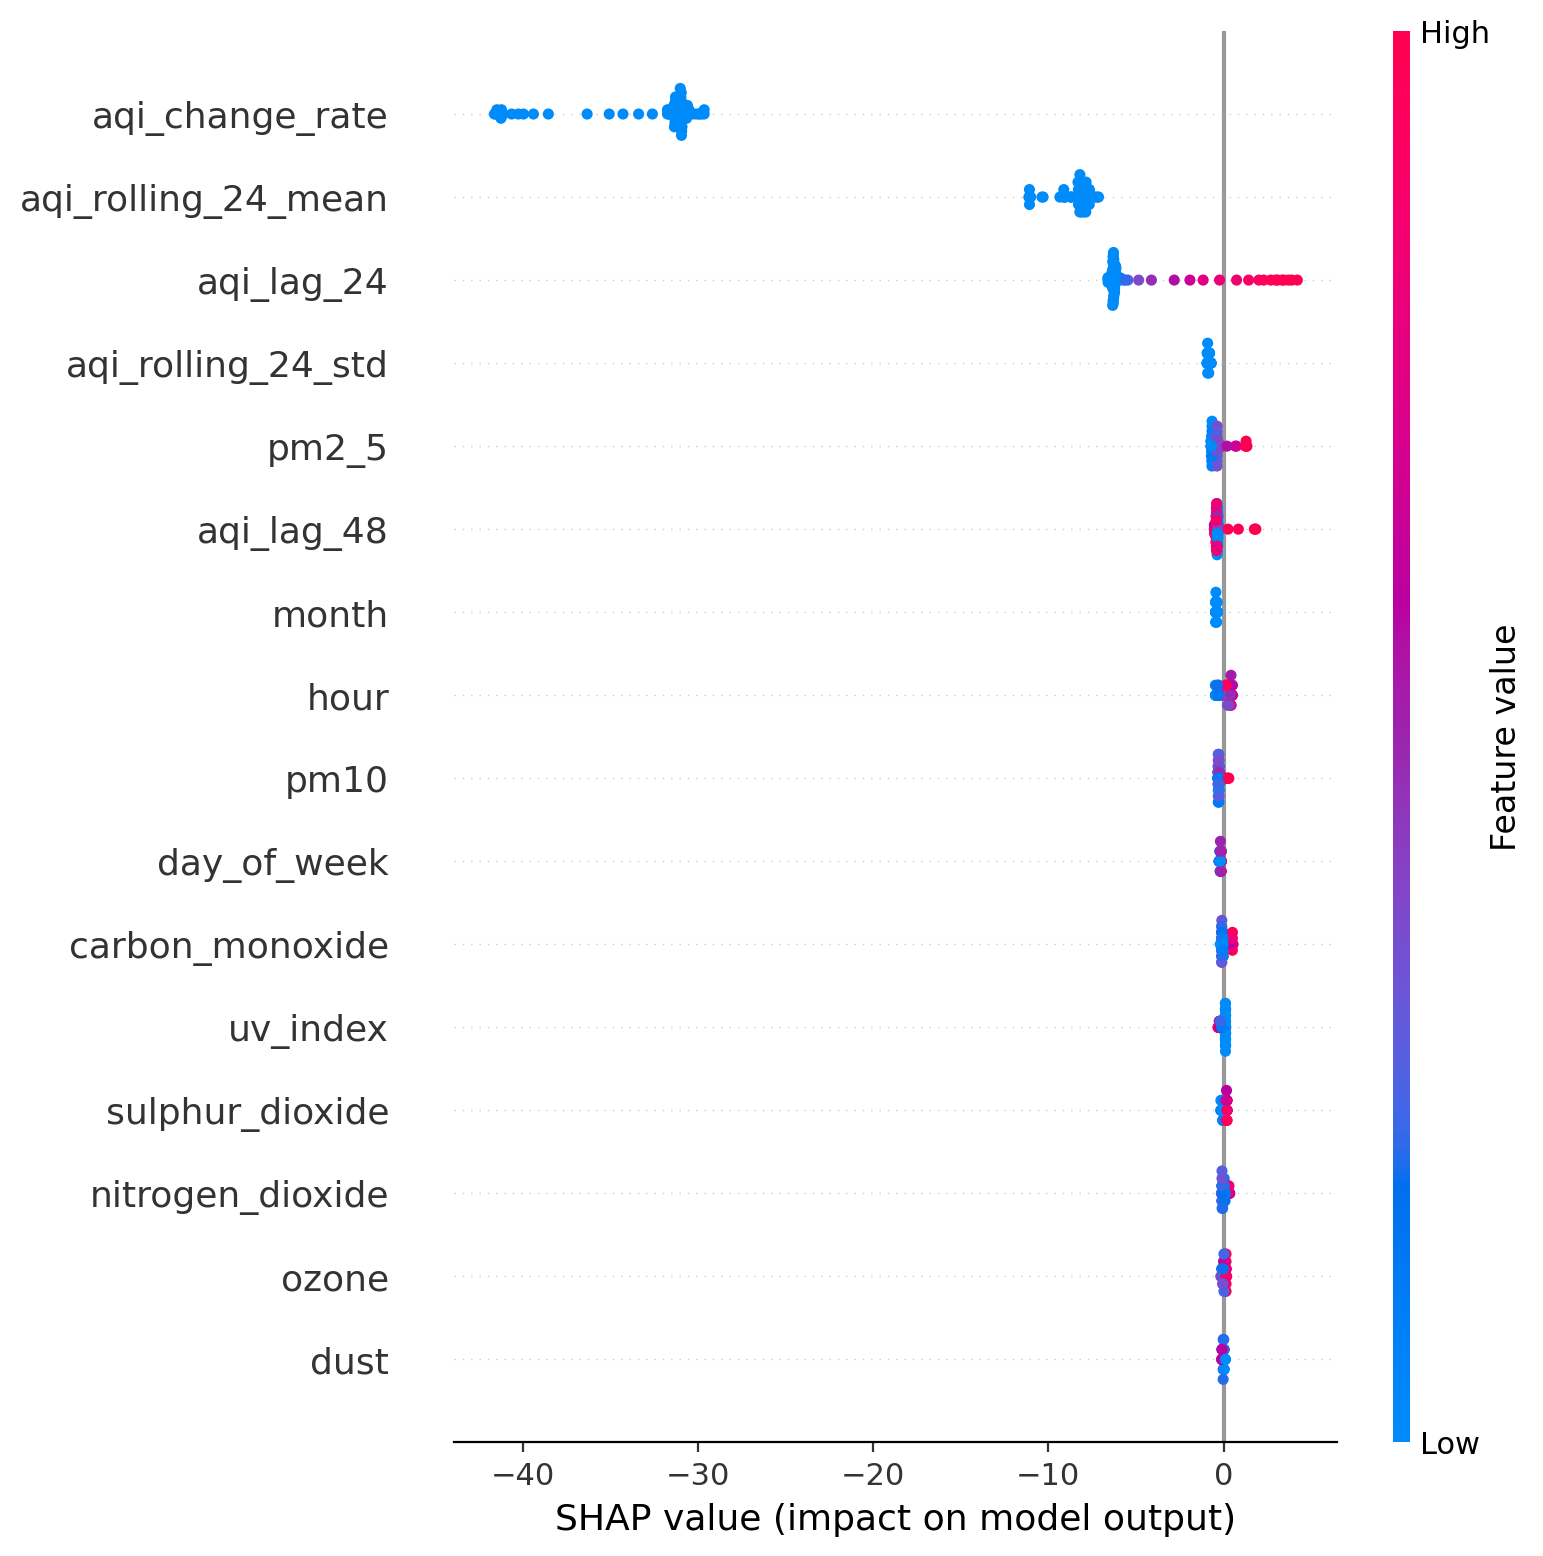 High
aqi_change_rate
aqi_rolling_24_mean
aqi_lag_24
aqi_rolling_24_std
pm2_5
aqi_lag_48
month
hour
pm10
day_of_week
carbon_monoxide
uv_index
sulphur_dioxide
nitrogen_dioxide
ozone
dust
Feature value
Low
−40 −30 −20 −10 0
SHAP value (impact on model output)